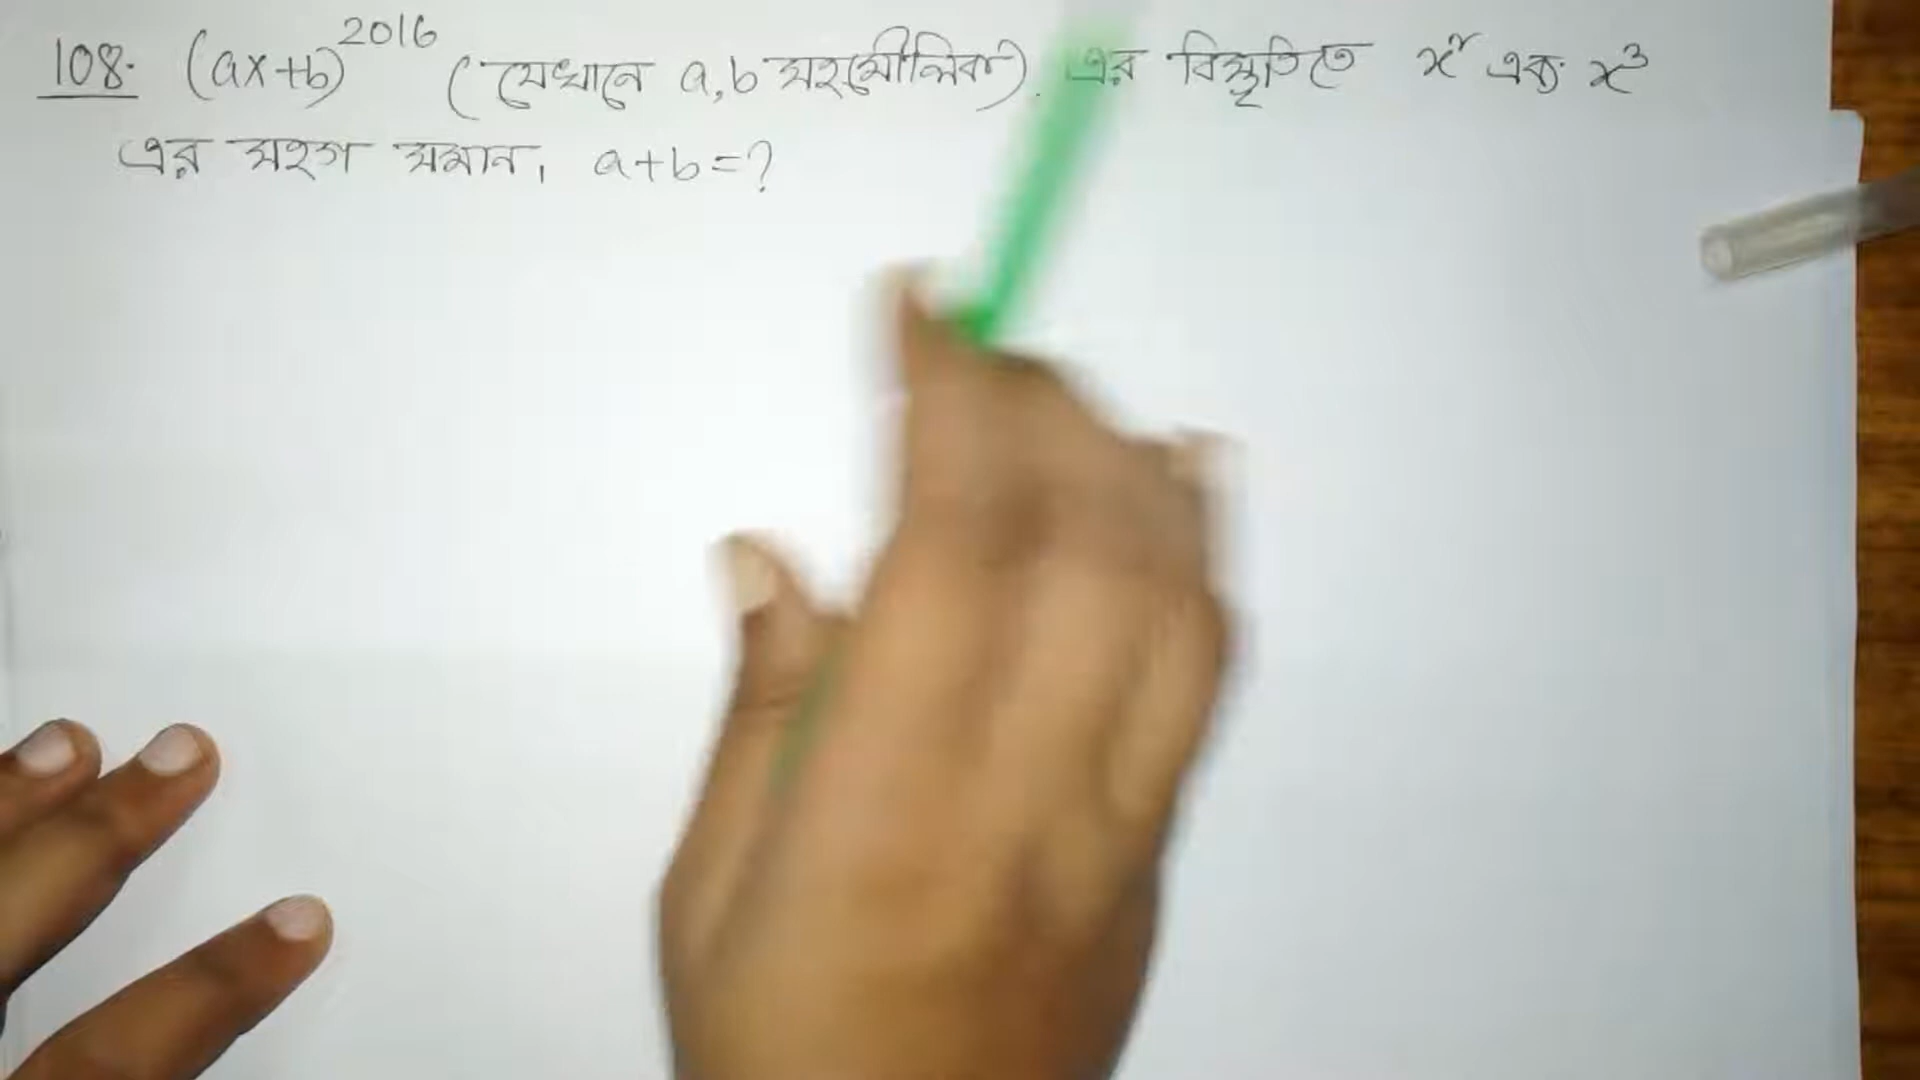 108. (ax+b)^2016 (যেখানে a,b সহমৌলিক). এর বিস্তৃতিতে x² এবং x³
এর সহগ সমান। a+b=?